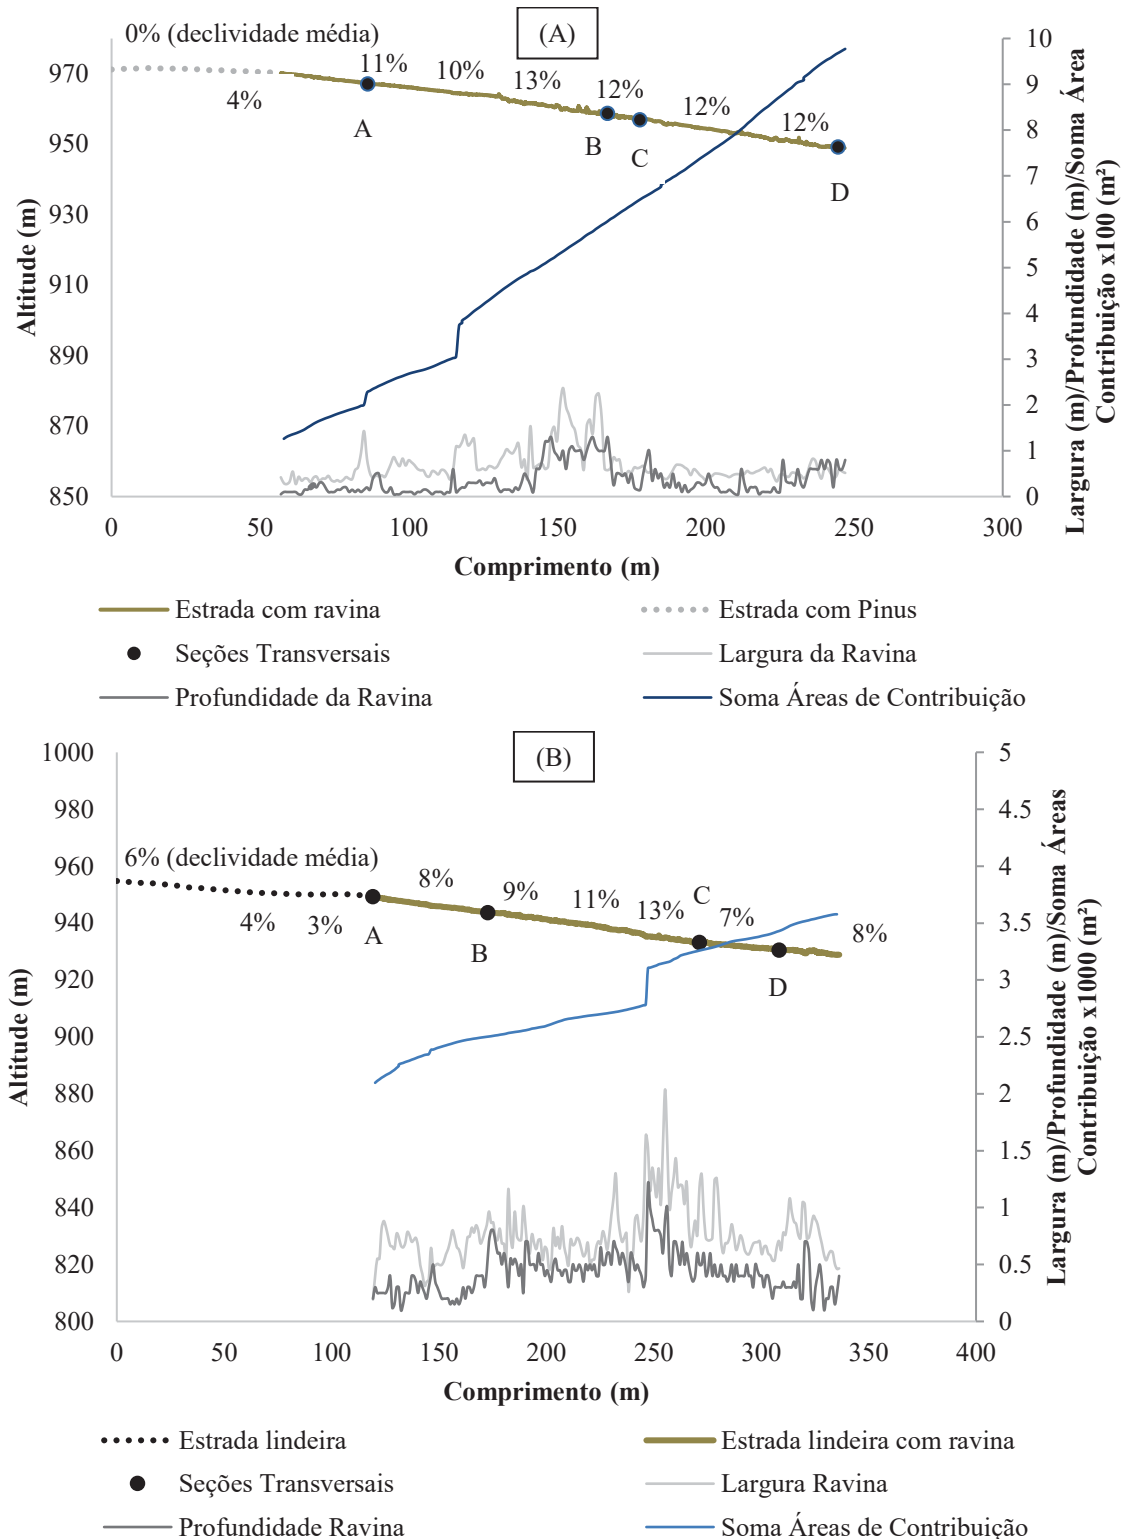 (A)
0% (declividade média)
11%
10%
13%
12%
12%
12%
4%
A
B
C
D
970
950
930
910
890
870
850
Altitude (m)
10
9
8
7
6
5
4
3
2
1
0
Largura (m)/Profundidade (m)/Soma Área
Contribuição x100 (m²)
0
50
100
150
200
250
300
Comprimento (m)
Estrada com ravina
Estrada com Pinus
Seções Transversais
Largura da Ravina
Profundidade da Ravina
Soma Áreas de Contribuição
(B)
6% (declividade média)
8%
9%
11%
13%
C
7%
8%
4%
3%
A
B
D
1000
980
960
940
920
900
880
860
840
820
800
Altitude (m)
5
4.5
4
3.5
3
2.5
2
1.5
1
0.5
0
Largura (m)/Profundidade (m)/Soma Áreas
Contribuição x1000 (m²)
0
50
100
150
200
250
300
350
400
Comprimento (m)
Estrada lindeira
Estrada lindeira com ravina
Seções Transversais
Largura Ravina
Profundidade Ravina
Soma Áreas de Contribuição